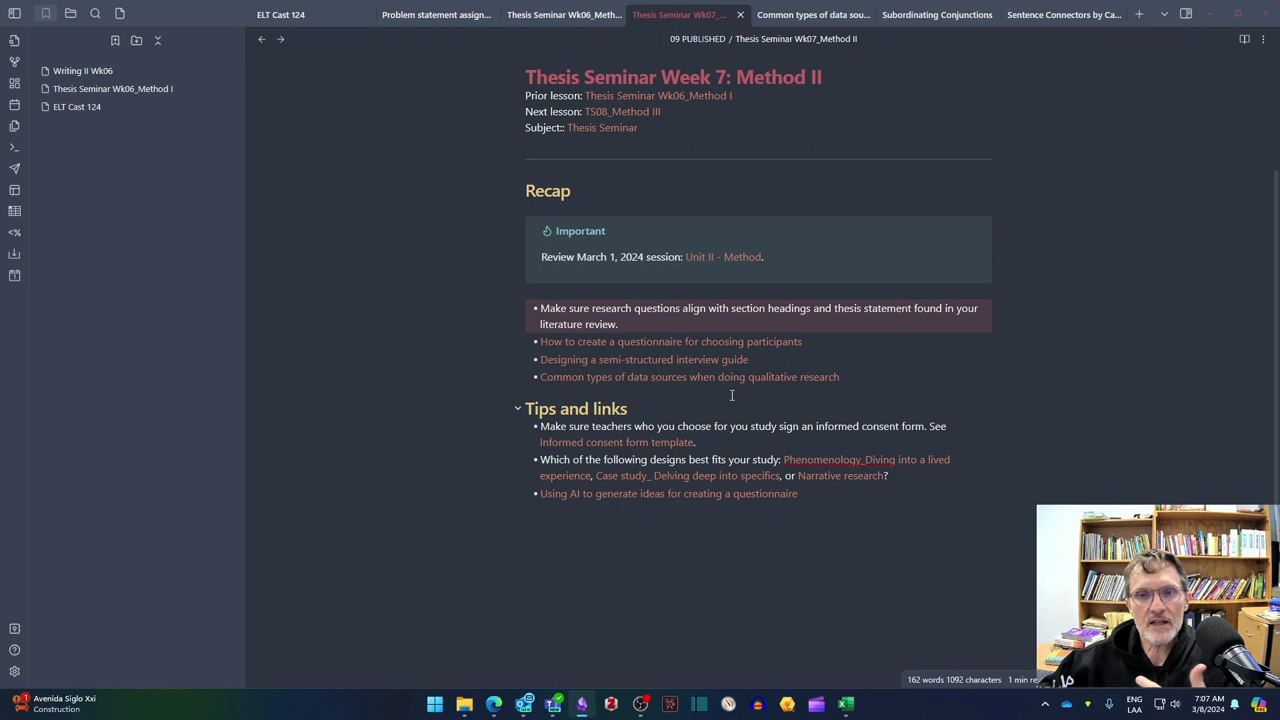 ELT Cast 124
Problem statement assign...
Thesis Seminar Wk06_Meth...
Thesis Seminar Wk07_...
Common types of data sou...
Subordinating Conjunctions
Sentence Connectors by Ca...
09 PUBLISHED / Thesis Seminar Wk07_Method II
Writing II Wk06
Thesis Seminar Wk06_Method I
ELT Cast 124
Thesis Seminar Week 7: Method II
Prior lesson: Thesis Seminar Wk06_Method I
Next lesson: TS08_Method III
Subject:: Thesis Seminar
Recap
Important
Review March 1, 2024 session: Unit II - Method.
• Make sure research questions align with section headings and thesis statement found in your
literature review.
• How to create a questionnaire for choosing participants
• Designing a semi-structured interview guide
• Common types of data sources when doing qualitative research
Tips and links
• Make sure teachers who you choose for you study sign an informed consent form. See
Informed consent form template.
• Which of the following designs best fits your study: Phenomenology_Diving into a lived
experience, Case study_ Delving deep into specifics, or Narrative research?
• Using AI to generate ideas for creating a questionnaire
162 words 1092 characters 1 min re
Avenida Siglo Xxi
Construction
ENG
LAA
7:07 AM
3/8/2024